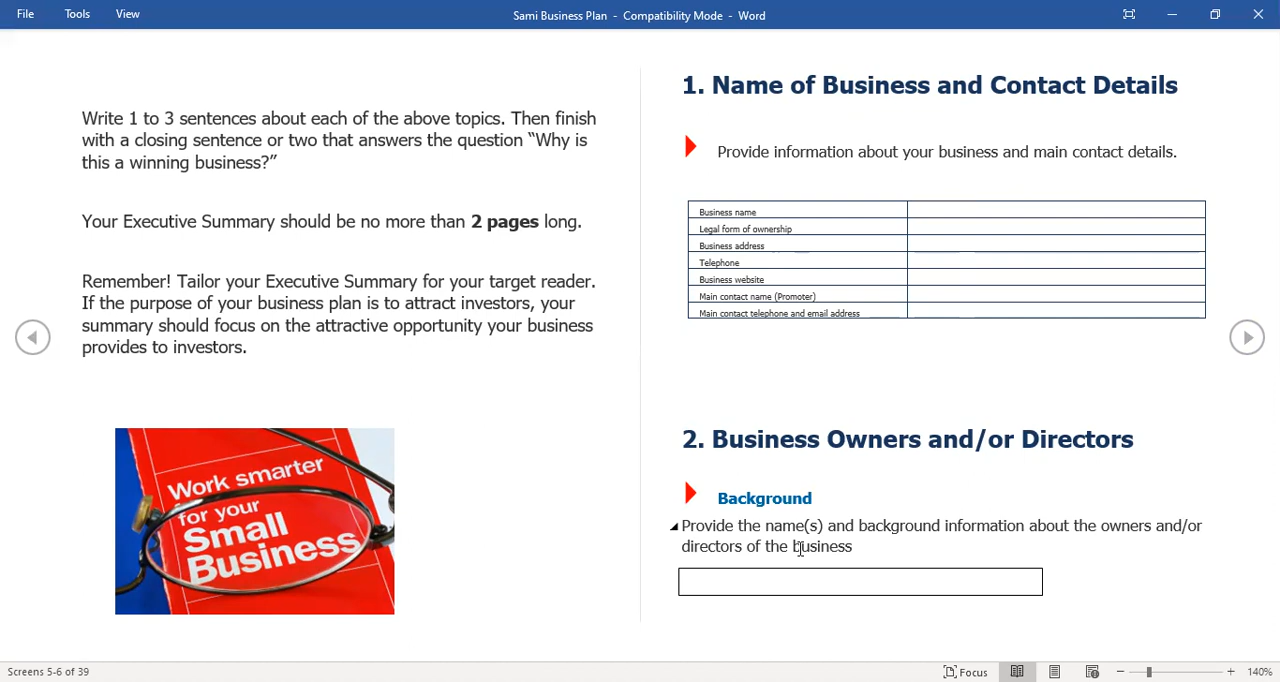 File Tools View Sami Business Plan - Compatibility Mode - Word
Write 1 to 3 sentences about each of the above topics. Then finish
with a closing sentence or two that answers the question “Why is
this a winning business?”
Your Executive Summary should be no more than 2 pages long.
Remember! Tailor your Executive Summary for your target reader.
If the purpose of your business plan is to attract investors, your
summary should focus on the attractive opportunity your business
provides to investors.
Work smarter
for your
Small
Business
1. Name of Business and Contact Details
Provide information about your business and main contact details.
Business name
Legal form of ownership
Business address
Telephone
Business website
Main contact name (Promoter)
Main contact telephone and email address
2. Business Owners and/or Directors
Background
Provide the name(s) and background information about the owners and/or
directors of the business
Screens 5-6 of 39 Focus 140%